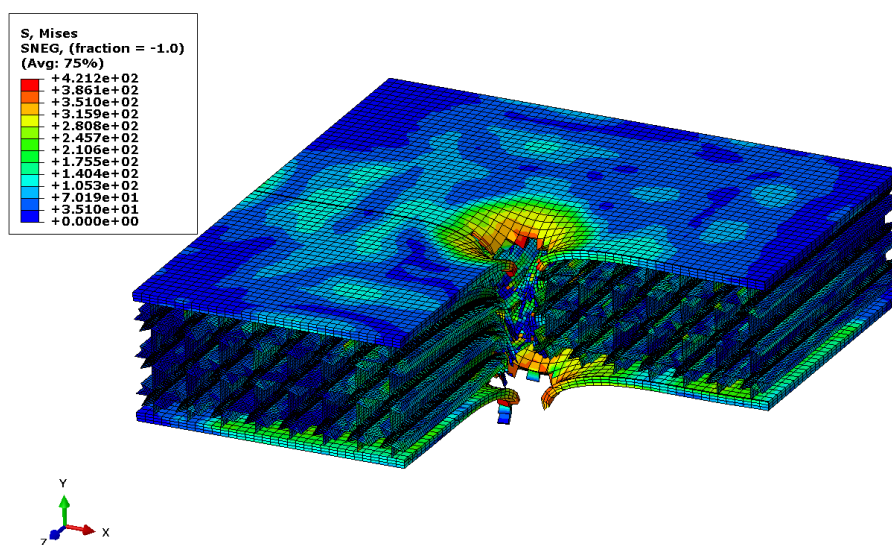 S, Mises
SNEG, (fraction = -1.0)
(Avg: 75%)
+4.212e+02
+3.861e+02
+3.510e+02
+3.159e+02
+2.808e+02
+2.457e+02
+2.106e+02
+1.755e+02
+1.404e+02
+1.053e+02
+7.019e+01
+3.510e+01
+0.000e+00
Y
X
Z